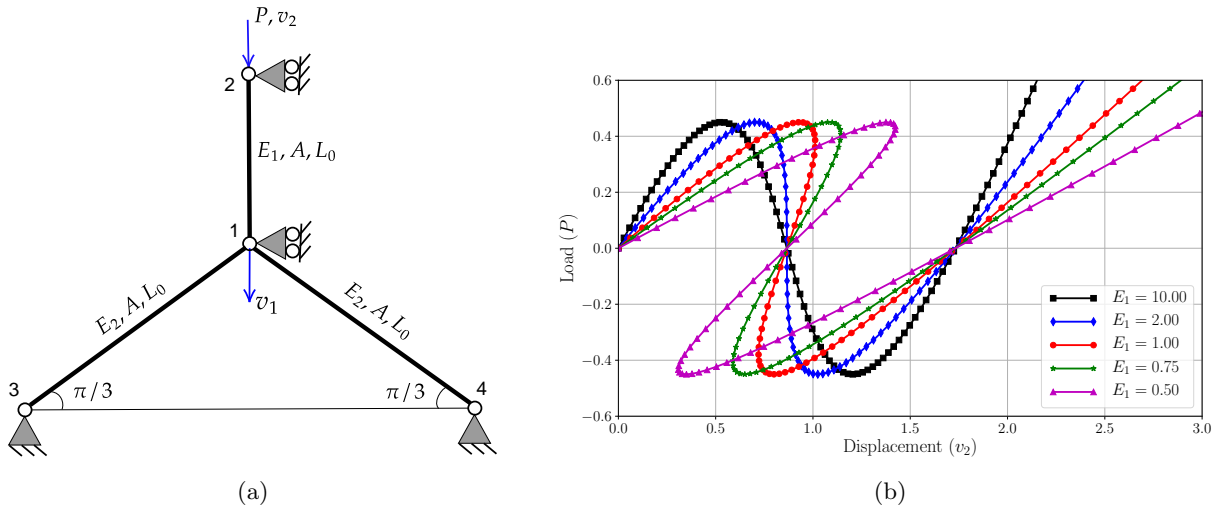 P, v₂
2
E₁, A, L₀
1
v₁
E₂, A, L₀
E₂, A, L₀
3
π/3
π/3
4
(a)
0.6
0.4
0.2
0.0
−0.2
−0.4
−0.6
Load (P)
0.0 0.5 1.0 1.5 2.0 2.5 3.0
Displacement (v₂)
E₁ = 10.00
E₁ = 2.00
E₁ = 1.00
E₁ = 0.75
E₁ = 0.50
(b)